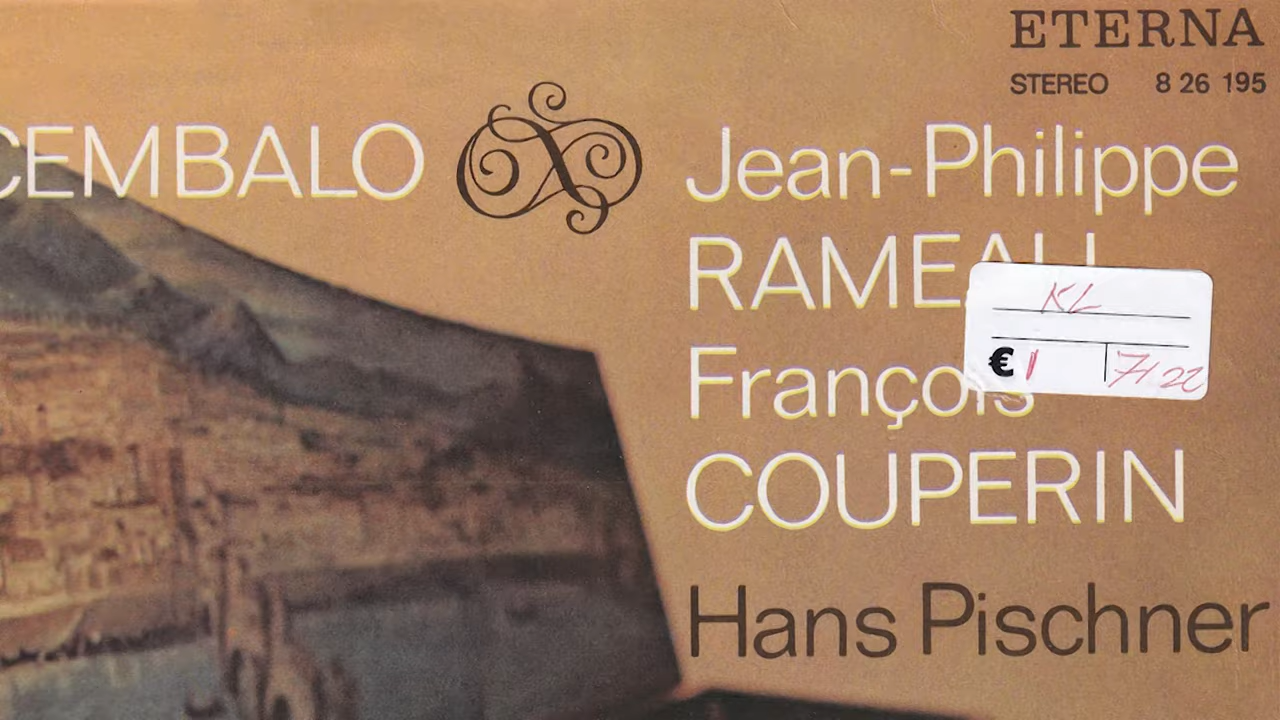 ETERNA
STEREO 8 26 195
CEMBALO
Jean-Philippe
RAMEAU
François
COUPERIN
Hans Pischner
KL
€ 1
7/22